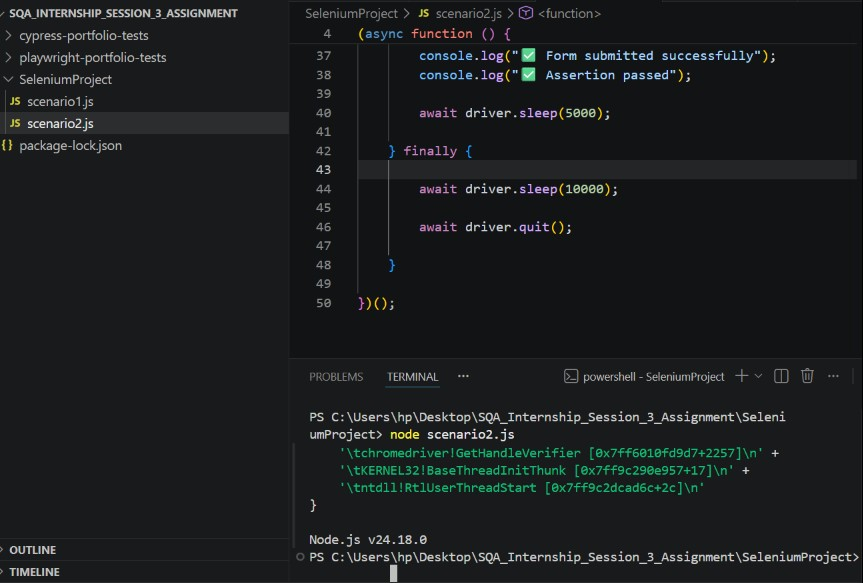 SQA_INTERNSHIP_SESSION_3_ASSIGNMENT
cypress-portfolio-tests
playwright-portfolio-tests
SeleniumProject
JS scenario1.js
JS scenario2.js
{} package-lock.json
OUTLINE
TIMELINE
SeleniumProject > JS scenario2.js > <function>
4 (async function () {
37 console.log("✅ Form submitted successfully");
38 console.log("✅ Assertion passed");
39
40 await driver.sleep(5000);
41
42 } finally {
43
44 await driver.sleep(10000);
45
46 await driver.quit();
47
48 }
49
50 })();
PROBLEMS TERMINAL ··· powershell - SeleniumProject
PS C:\Users\hp\Desktop\SQA_Internship_Session_3_Assignment\Seleni
umProject> node scenario2.js
'\tchromedriver!GetHandleVerifier [0x7ff6010fd9d7+2257]\n' +
'\tKERNEL32!BaseThreadInitThunk [0x7ff9c290e957+17]\n' +
'\tntdll!RtlUserThreadStart [0x7ff9c2dcad6c+2c]\n'
}
Node.js v24.18.0
PS C:\Users\hp\Desktop\SQA_Internship_Session_3_Assignment\SeleniumProject>